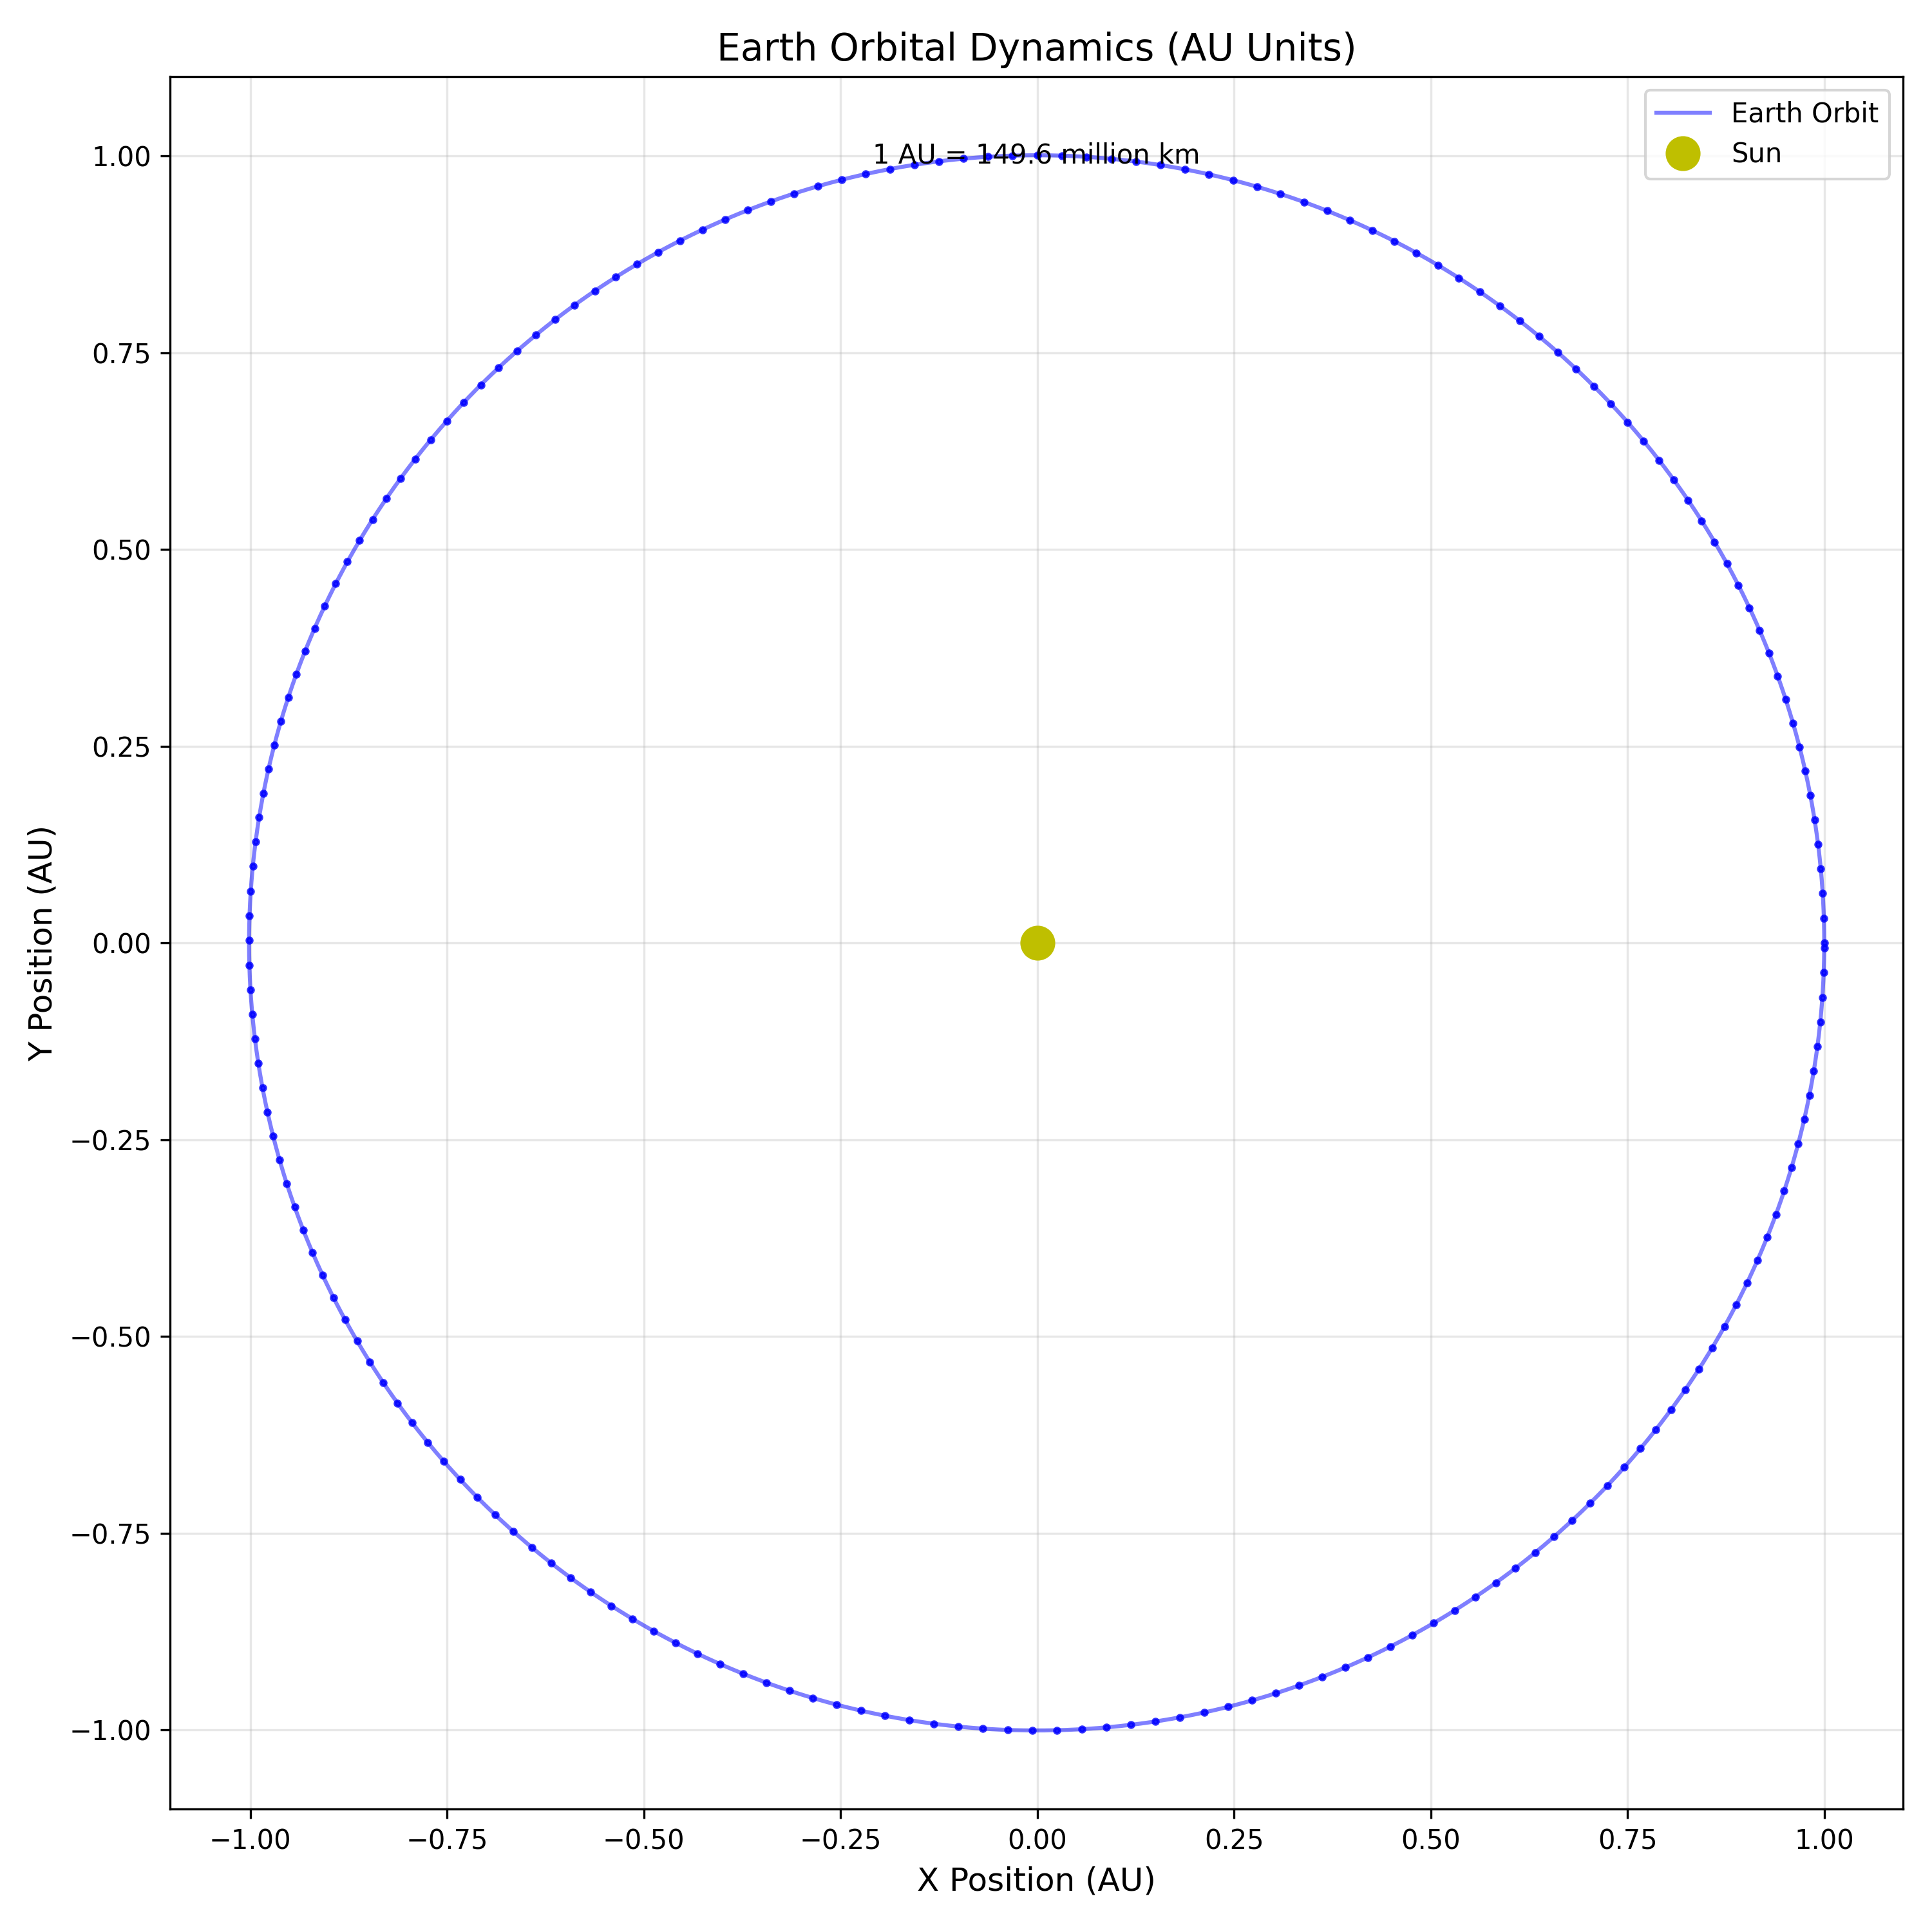 Earth Orbital Dynamics (AU Units)
Earth Orbit
Sun
1 AU = 149.6 million km
1.00
0.75
0.50
0.25
0.00
−0.25
−0.50
−0.75
−1.00
Y Position (AU)
−1.00 −0.75 −0.50 −0.25 0.00 0.25 0.50 0.75 1.00
X Position (AU)